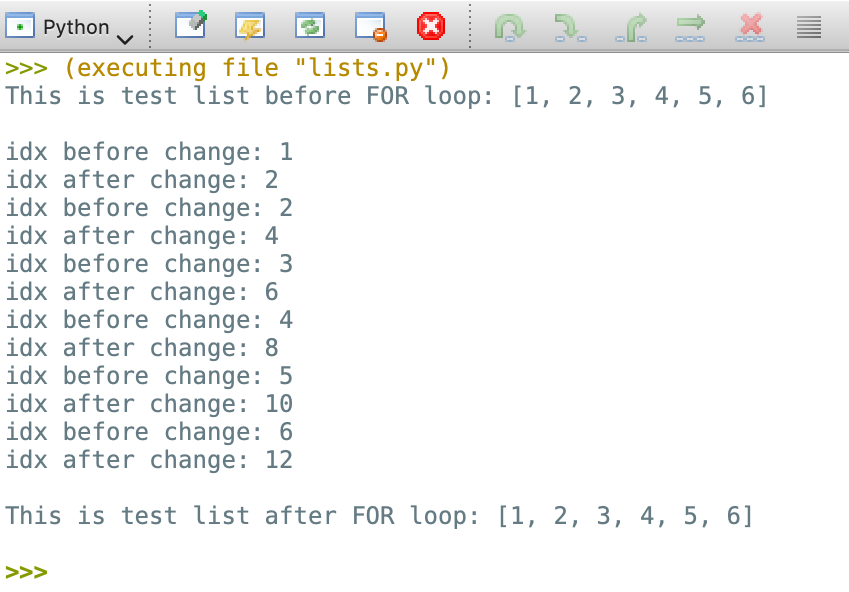 Python
>>> (executing file "lists.py")
This is test list before FOR loop: [1, 2, 3, 4, 5, 6]
idx before change: 1
idx after change: 2
idx before change: 2
idx after change: 4
idx before change: 3
idx after change: 6
idx before change: 4
idx after change: 8
idx before change: 5
idx after change: 10
idx before change: 6
idx after change: 12
This is test list after FOR loop: [1, 2, 3, 4, 5, 6]
>>>